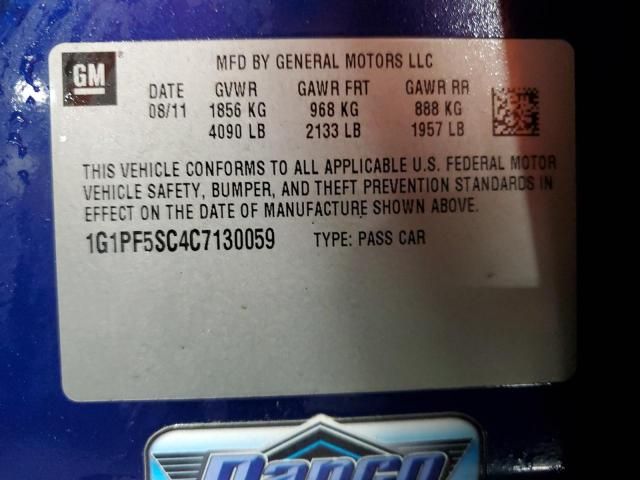 GM
MFD BY GENERAL MOTORS LLC
DATE GVWR GAWR FRT GAWR RR
08/11 1856 KG 968 KG 888 KG
4090 LB 2133 LB 1957 LB
THIS VEHICLE CONFORMS TO ALL APPLICABLE U.S. FEDERAL MOTOR
VEHICLE SAFETY, BUMPER, AND THEFT PREVENTION STANDARDS IN
EFFECT ON THE DATE OF MANUFACTURE SHOWN ABOVE.
1G1PF5SC4C7130059 TYPE: PASS CAR